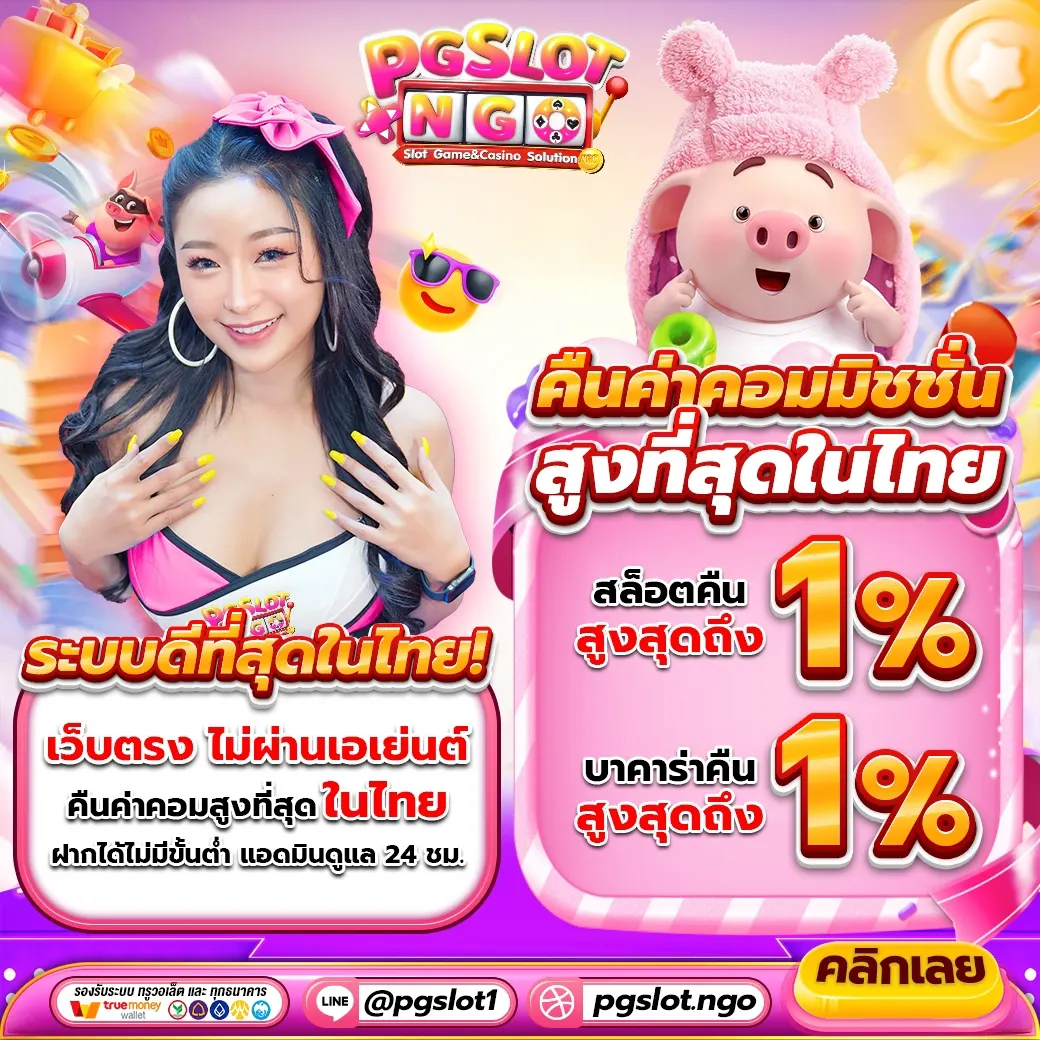 PGSLOT
NGO
Slot Game&Casino Solution
คืนค่าคอมมิชชั่น
สูงที่สุดในไทย
สล็อตคืน
สูงสุดถึง
1%
บาคาร่าคืน
สูงสุดถึง
1%
PGSLOT
ระบบดีที่สุดในไทย!
เว็บตรง ไม่ผ่านเอเย่นต์
คืนค่าคอมสูงที่สุด ในไทย
ฝากได้ไม่มีขั้นต่ำ แอดมินดูแล 24 ชม.
คลิกเลย
รองรับระบบ ทรูวอเล็ต และ ทุกธนาคาร
truemoney
wallet
LINE @pgslot1
pgslot.ngo